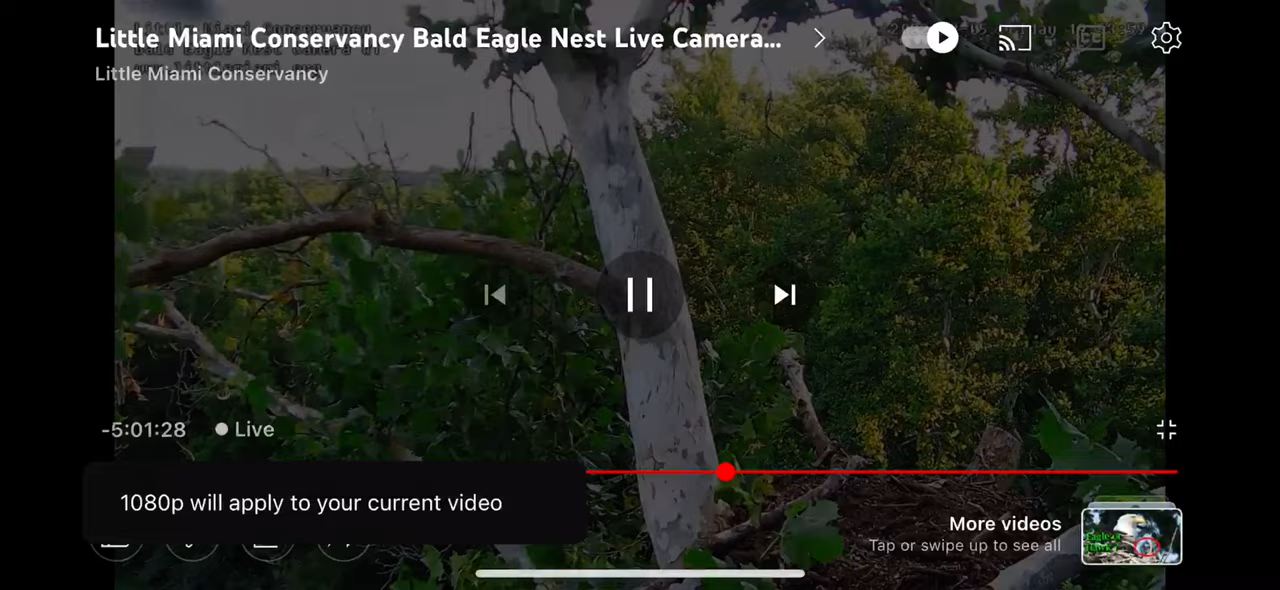 Little Miami Conservancy Bald Eagle Nest Live Camera...
Little Miami Conservancy
-5:01:28
Live
1080p will apply to your current video
More videos
Tap or swipe up to see all